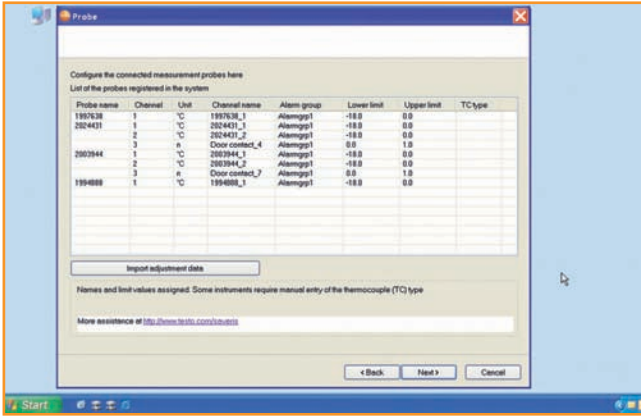 Probe
Configure the connected measurement probes here
List of the probes registered in the system
Probe name Channel Unit Channel name Alarm group Lower limit Upper limit TC type
1997638 1 °C 1997638_1 Alarmgrp1 -18.0 0.0
2024431 1 °C 2024431_1 Alarmgrp1 -18.0 0.0
2 °C 2024431_2 Alarmgrp1 -18.0 0.0
3 n Door contact_4 Alarmgrp1 0.0 1.0
2003944 1 °C 2003944_1 Alarmgrp1 -18.0 0.0
2 °C 2003944_2 Alarmgrp1 -18.0 0.0
3 n Door contact_7 Alarmgrp1 0.0 1.0
1994888 1 °C 1994888_1 Alarmgrp1 -18.0 0.0
Import adjustment data
Names and limit values assigned. Some instruments require manual entry of the thermocouple (TC) type
More assistance at http://www.testo.com/saveris
< Back Next > Cancel
Start